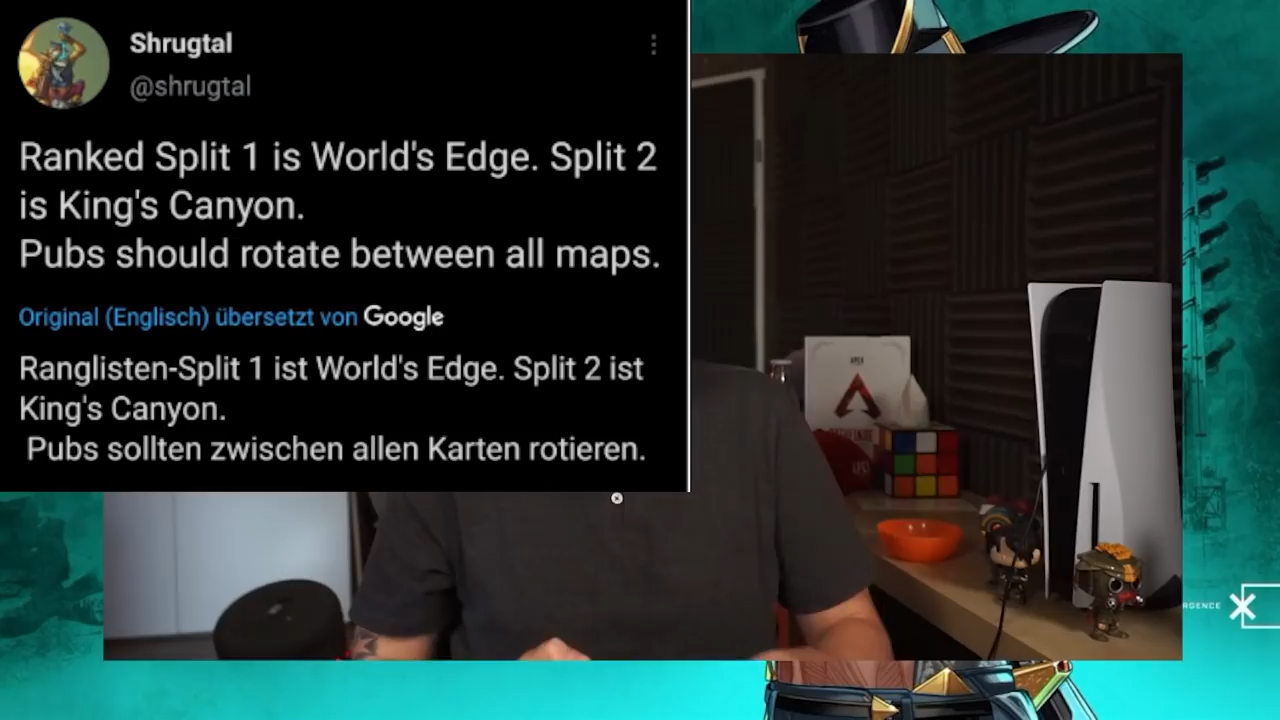 Shrugtal
@shrugtal
Ranked Split 1 is World's Edge. Split 2
is King's Canyon.
Pubs should rotate between all maps.
Original (Englisch) übersetzt von Google
Ranglisten-Split 1 ist World's Edge. Split 2 ist
King's Canyon.
Pubs sollten zwischen allen Karten rotieren.
APEX
RGENCE